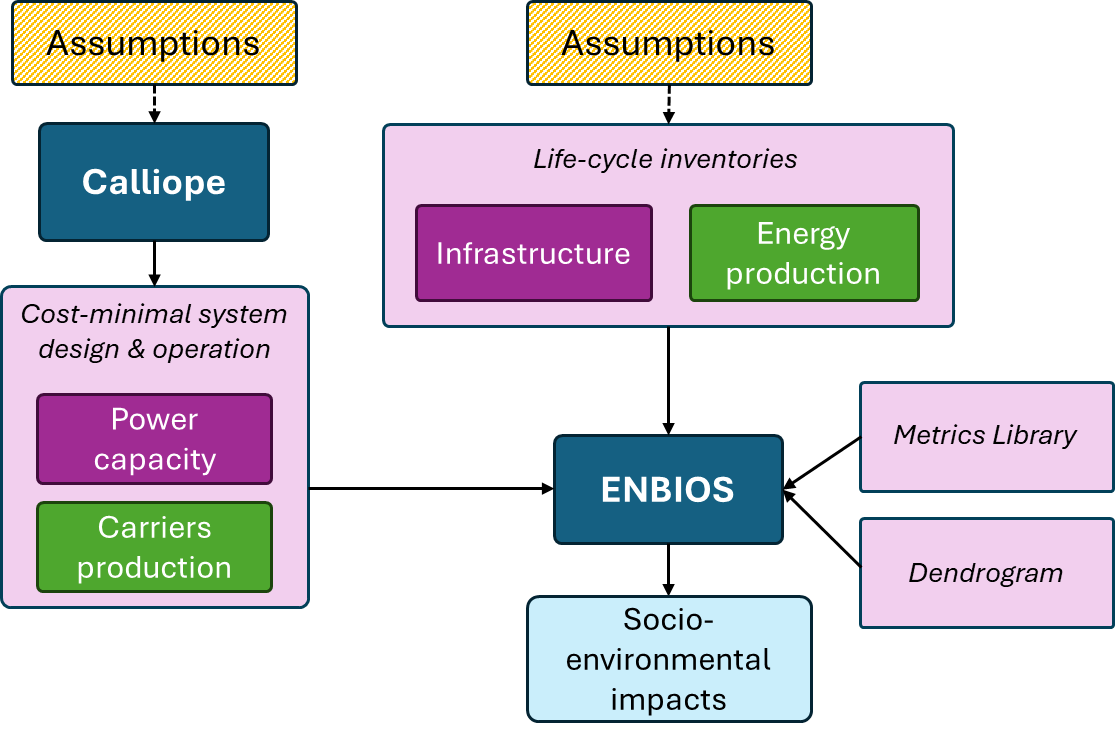 Assumptions
Assumptions
Calliope
Life-cycle inventories
Infrastructure
Energy
production
Cost-minimal system
design & operation
Power
capacity
Carriers
production
ENBIOS
Metrics Library
Dendrogram
Socio-
environmental
impacts